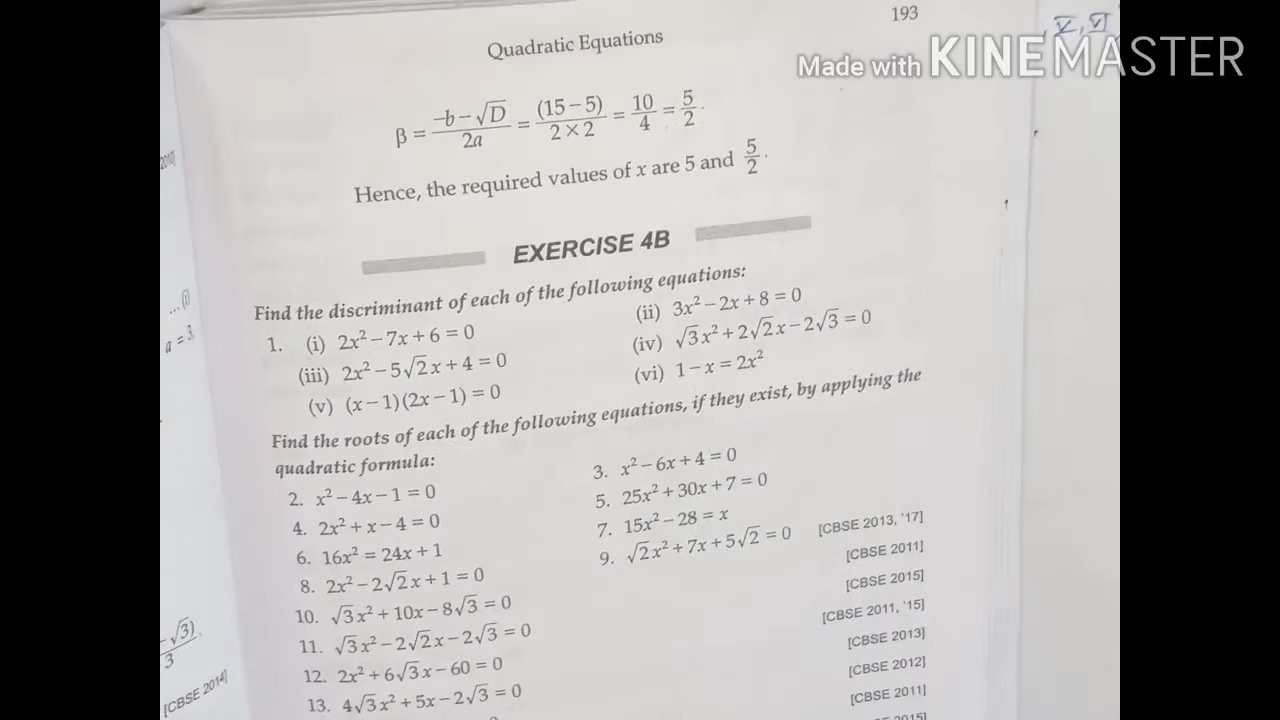 193
Quadratic Equations
, V, VI
Made with KINEMASTER
β = (−b − √D)/2a = (15 − 5)/(2 × 2) = 10/4 = 5/2.
Hence, the required values of x are 5 and 5/2.
EXERCISE 4B
Find the discriminant of each of the following equations:
1. (i) 2x² − 7x + 6 = 0 (ii) 3x² − 2x + 8 = 0
(iii) 2x² − 5√2x + 4 = 0 (iv) √3x² + 2√2x − 2√3 = 0
(v) (x − 1)(2x − 1) = 0 (vi) 1 − x = 2x²
Find the roots of each of the following equations, if they exist, by applying the
quadratic formula:
2. x² − 4x − 1 = 0 3. x² − 6x + 4 = 0
4. 2x² + x − 4 = 0 5. 25x² + 30x + 7 = 0
6. 16x² = 24x + 1 7. 15x² − 28 = x
8. 2x² − 2√2x + 1 = 0 9. √2x² + 7x + 5√2 = 0 [CBSE 2013, '17]
10. √3x² + 10x − 8√3 = 0 [CBSE 2011]
11. √3x² − 2√2x − 2√3 = 0 [CBSE 2015]
12. 2x² + 6√3x − 60 = 0 [CBSE 2011, '15]
13. 4√3x² + 5x − 2√3 = 0 [CBSE 2013]
[CBSE 2012]
[CBSE 2011]
2015]
2010]
... (i)
a = 3
− √3)/3
[CBSE 2014]